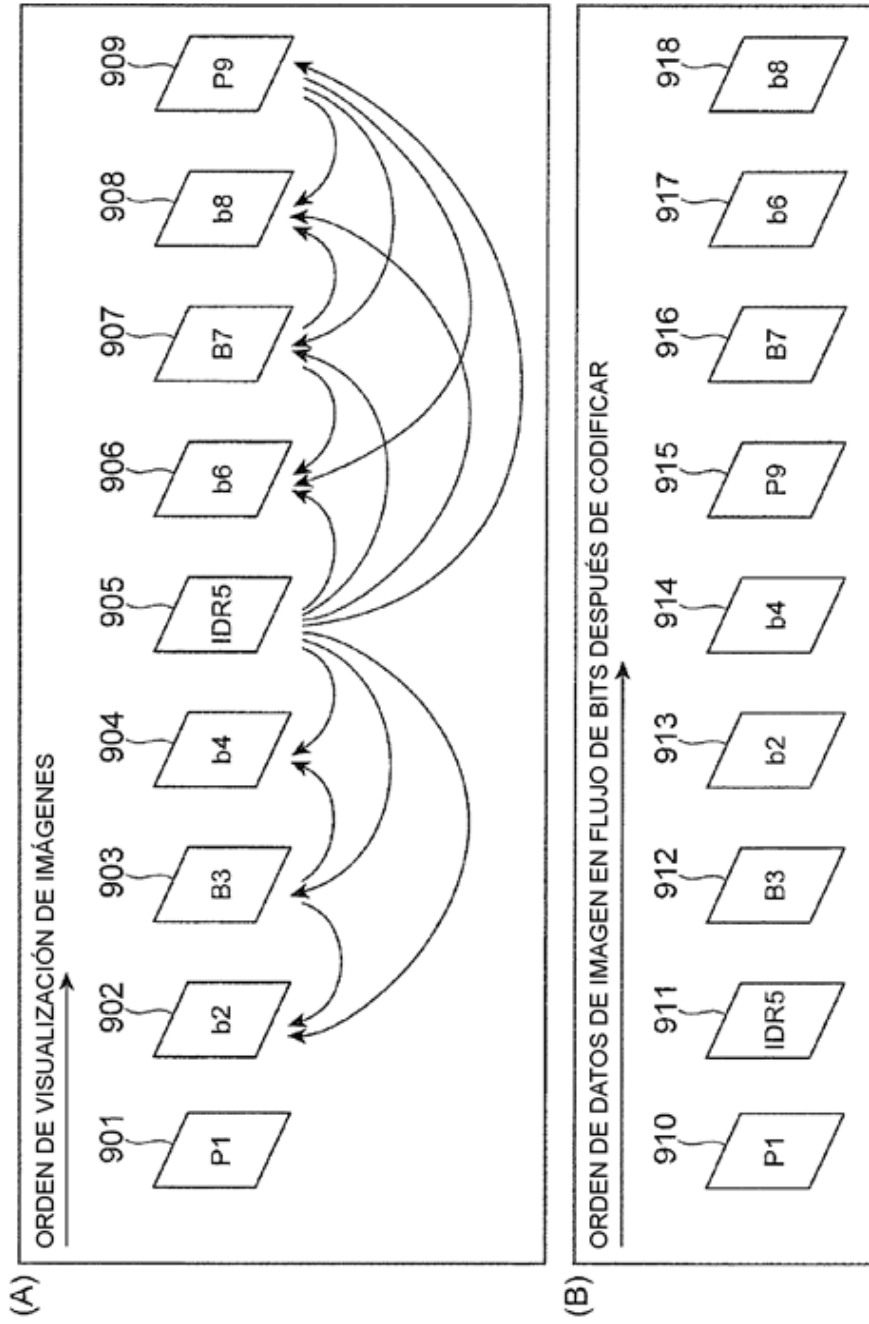 (A)
ORDEN DE VISUALIZACIÓN DE IMÁGENES
901 902 903 904 905 906 907 908 909
P1 b2 B3 b4 IDR5 b6 B7 b8 P9
(B)
ORDEN DE DATOS DE IMAGEN EN FLUJO DE BITS DESPUÉS DE CODIFICAR
910 911 912 913 914 915 916 917 918
P1 IDR5 B3 b2 b4 P9 B7 b6 b8